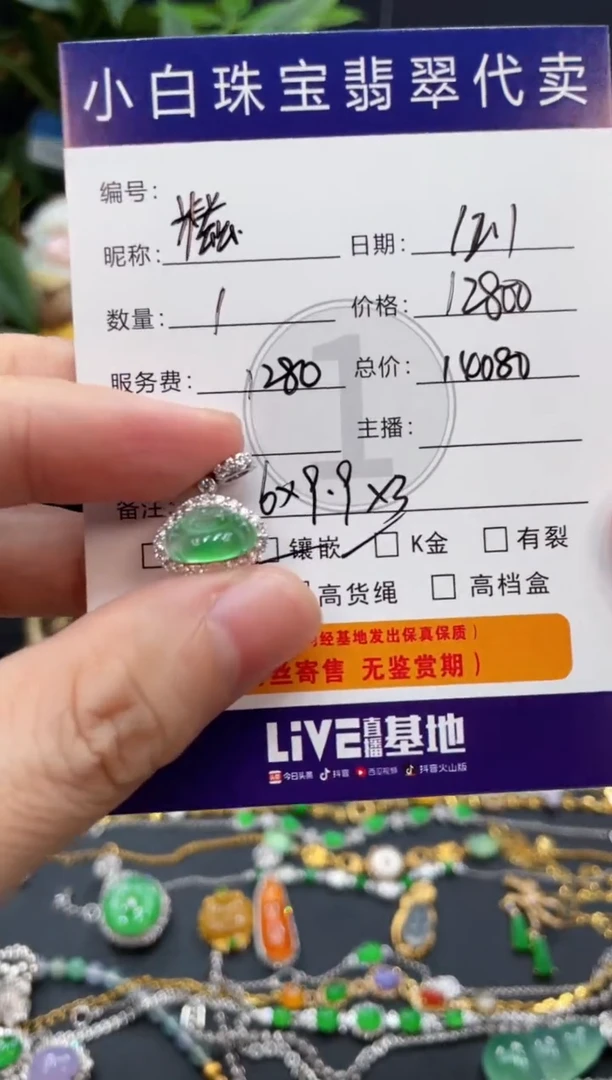 小白珠宝翡翠代卖
编号：
昵称： 日期： 12.1
数量： 1 价格： 12800
服务费： 1280 总价： 14080
主播：
备注： 6×9.9×3
镶嵌 K金 有裂
高货绳 高档盒
经基地发出保真保质）
寄售 无鉴赏期）
LiVE直播基地
今日头条 抖音 西瓜视频 抖音火山版